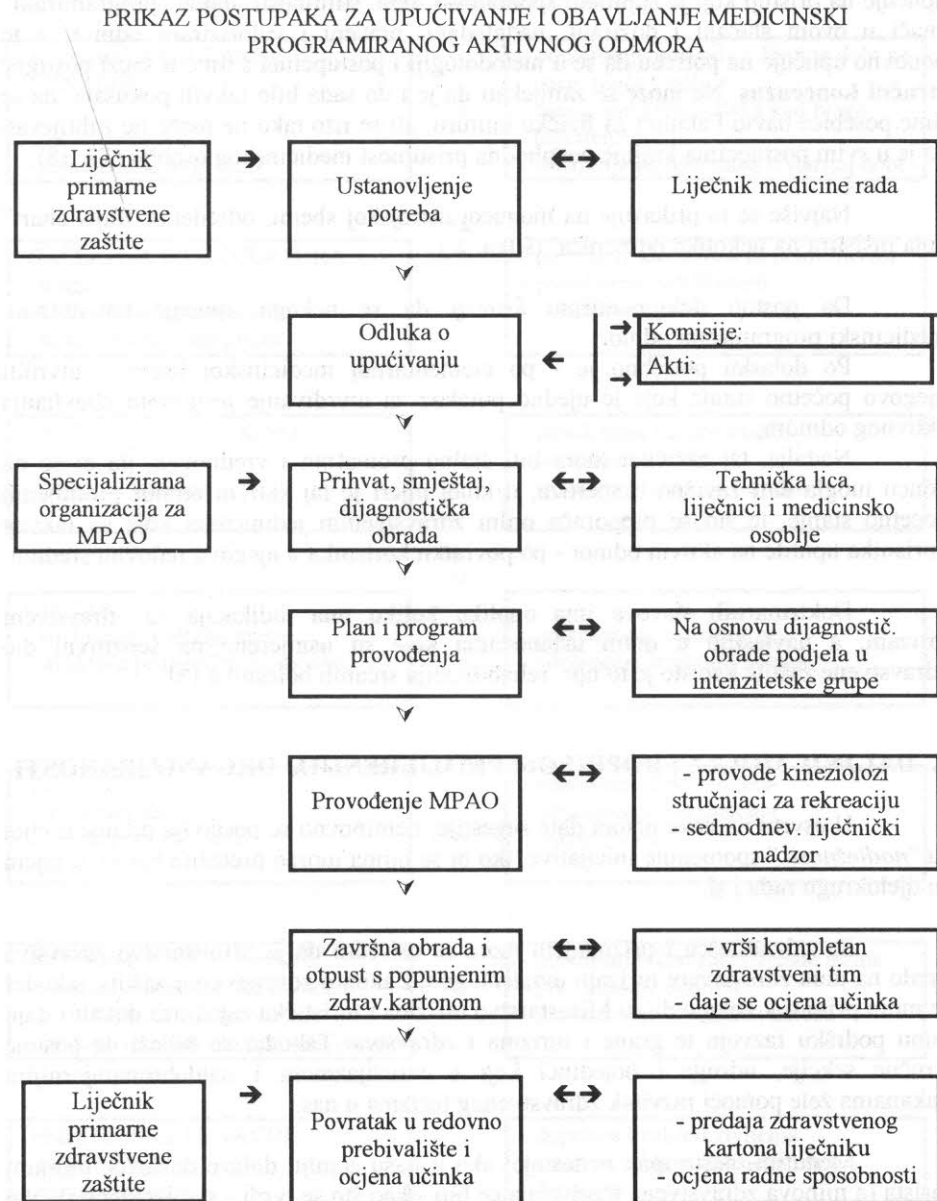 PRIKAZ POSTUPAKA ZA UPUĆIVANJE I OBAVLJANJE MEDICINSKI
PROGRAMIRANOG AKTIVNOG ODMORA
Liječnik
primarne
zdravstvene
zaštite
Ustanovljenje
potreba
Liječnik medicine rada
Odluka o
upućivanju
Komisije:
Akti:
Specijalizirana
organizacija za
MPAO
Prihvat, smještaj,
dijagnostička
obrada
Tehnička lica,
liječnici i medicinsko
osoblje
Plan i program
provođenja
Na osnovu dijagnostič.
obrade podjela u
intenzitetske grupe
Provođenje MPAO
- provode kineziolozi
stručnjaci za rekreaciju
- sedmodnev. liječnički
nadzor
Završna obrada i
otpust s popunjenim
zdrav.kartonom
- vrši kompletan
zdravstveni tim
- daje se ocjena učinka
Liječnik
primarne
zdravstvene
zaštite
Povratak u redovno
prebivalište i
ocjena učinka
- predaja zdravstvenog
kartona liječniku
- ocjena radne sposobnosti